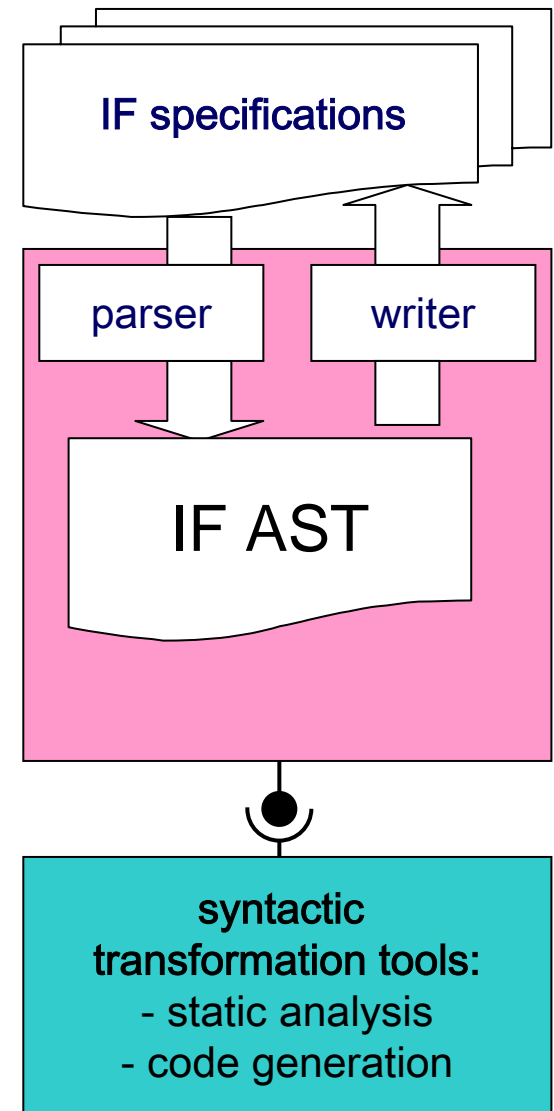 IF specifications
parser
writer
IF AST
syntactic
transformation tools:
- static analysis
- code generation